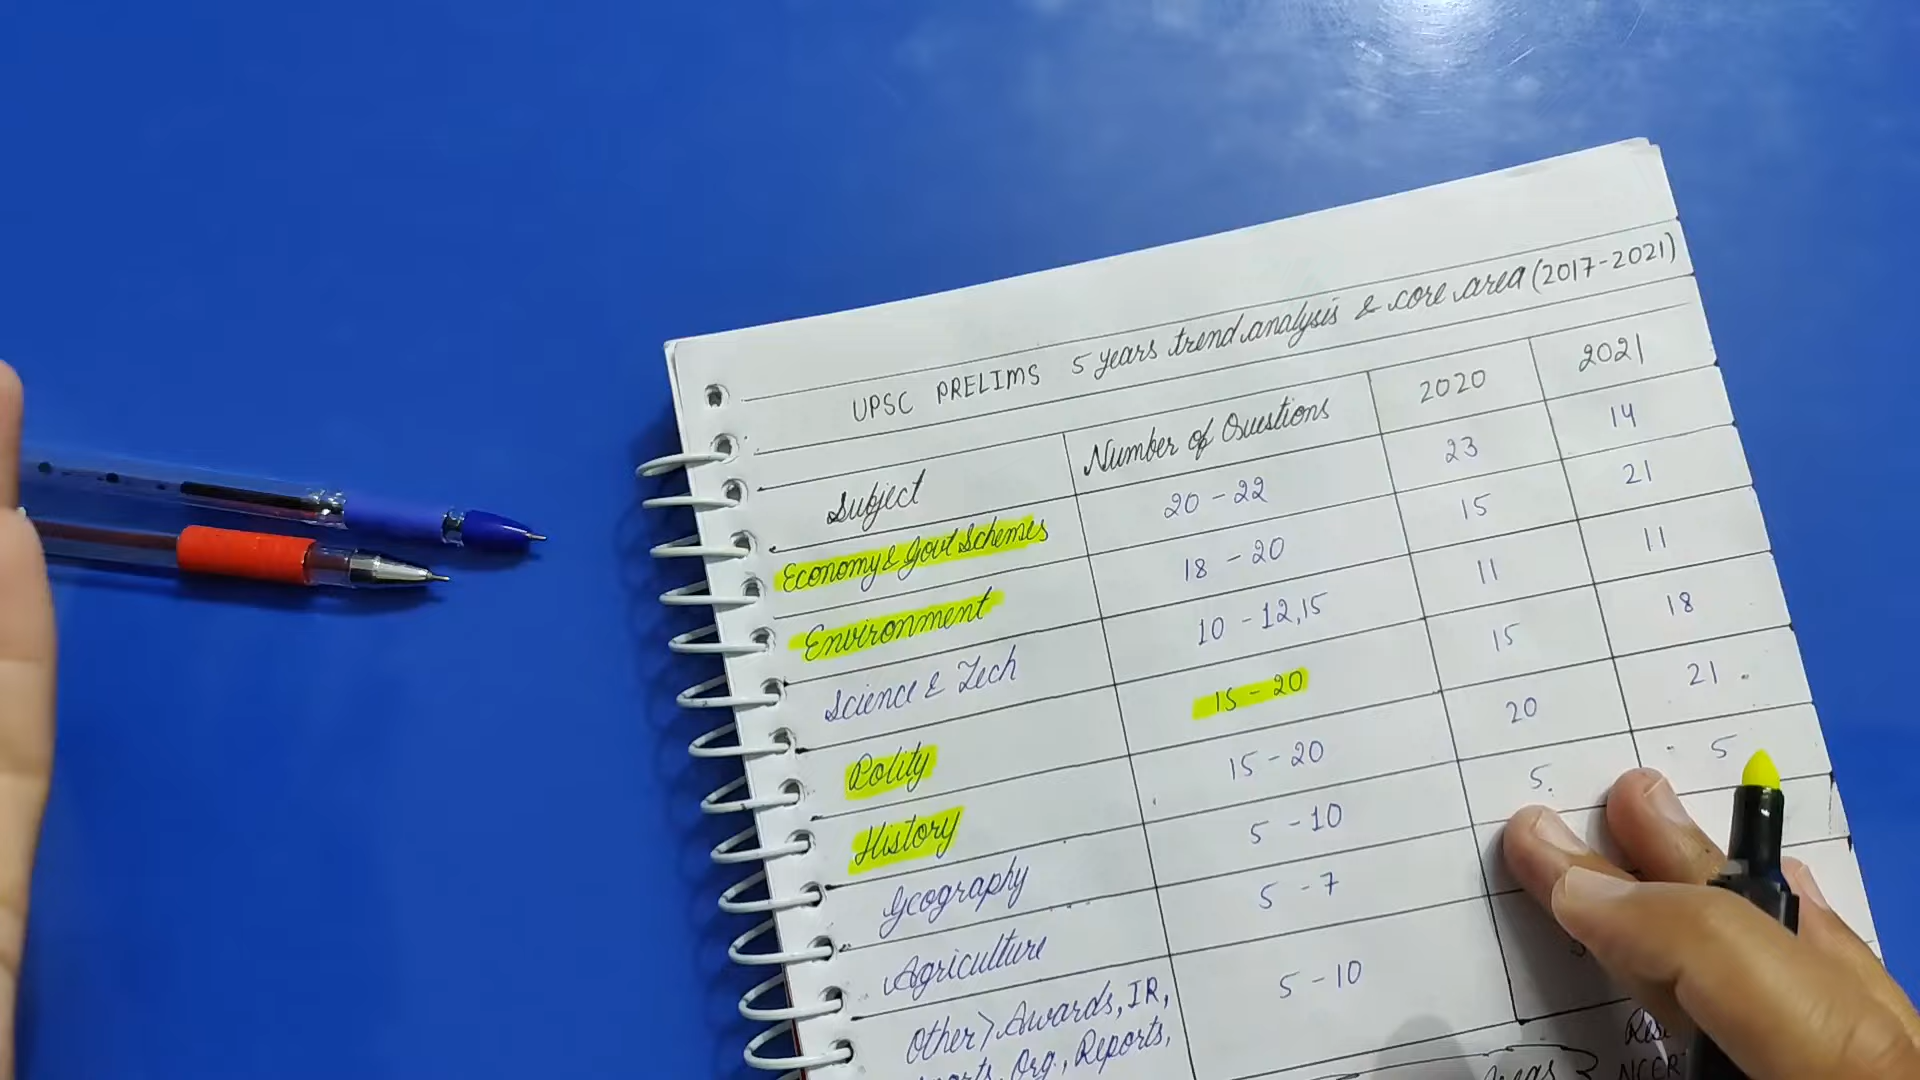 UPSC PRELIMS 5 years trend analysis & core area (2017-2021)
Subject Number of Questions 2020 2021
Economy & Govt Schemes 20 - 22 23 14
Environment 18 - 20 15 21
Science & Tech 10 - 12,15 11 11
Polity 15 - 20 15 18
History 15 - 20 20 21
Geography 5 - 10 5 5
Agriculture 5 - 7
Other > Awards, IR, 5 - 10
Org., Reports,